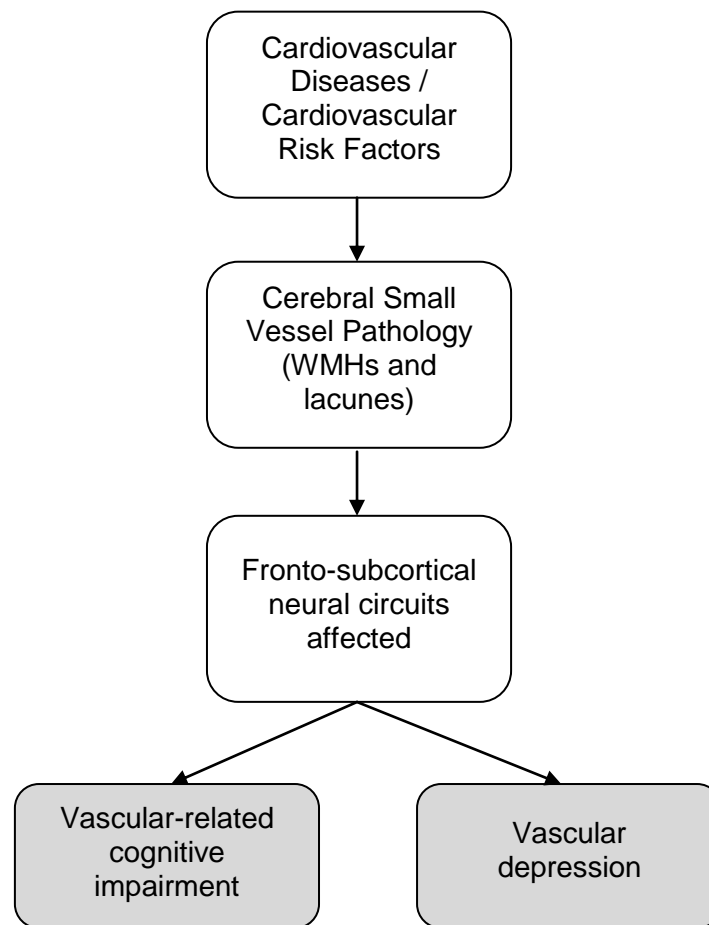 Cardiovascular
Diseases /
Cardiovascular
Risk Factors
Cerebral Small
Vessel Pathology
(WMHs and
lacunes)
Fronto-subcortical
neural circuits
affected
Vascular-related
cognitive
impairment
Vascular
depression